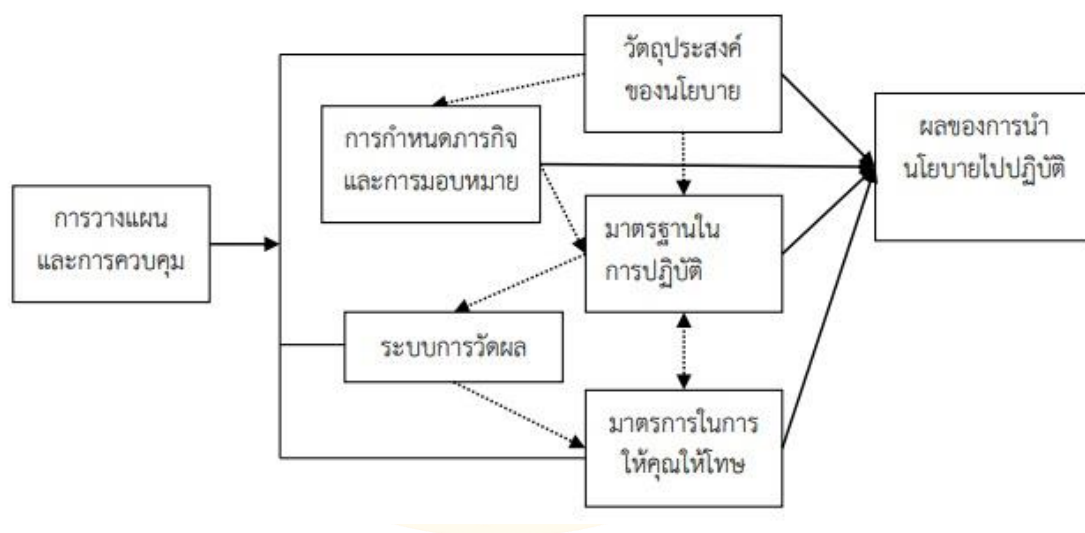 วัตถุประสงค์
ของนโยบาย
การกำหนดภารกิจ
และการมอบหมาย
ผลของการนำ
นโยบายไปปฏิบัติ
การวางแผน
และการควบคุม
มาตรฐานใน
การปฏิบัติ
ระบบการวัดผล
มาตรการในการ
ให้คุณให้โทษ